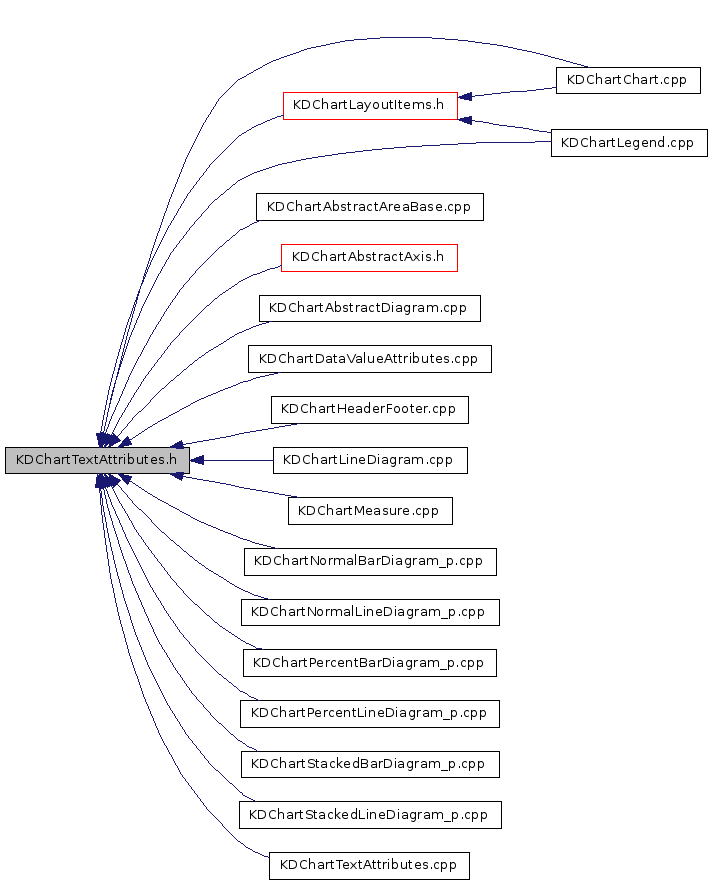 KDChartChart.cpp
KDChartLayoutItems.h
KDChartLegend.cpp
KDChartAbstractAreaBase.cpp
KDChartAbstractAxis.h
KDChartAbstractDiagram.cpp
KDChartDataValueAttributes.cpp
KDChartHeaderFooter.cpp
KDChartTextAttributes.h
KDChartLineDiagram.cpp
KDChartMeasure.cpp
KDChartNormalBarDiagram_p.cpp
KDChartNormalLineDiagram_p.cpp
KDChartPercentBarDiagram_p.cpp
KDChartPercentLineDiagram_p.cpp
KDChartStackedBarDiagram_p.cpp
KDChartStackedLineDiagram_p.cpp
KDChartTextAttributes.cpp